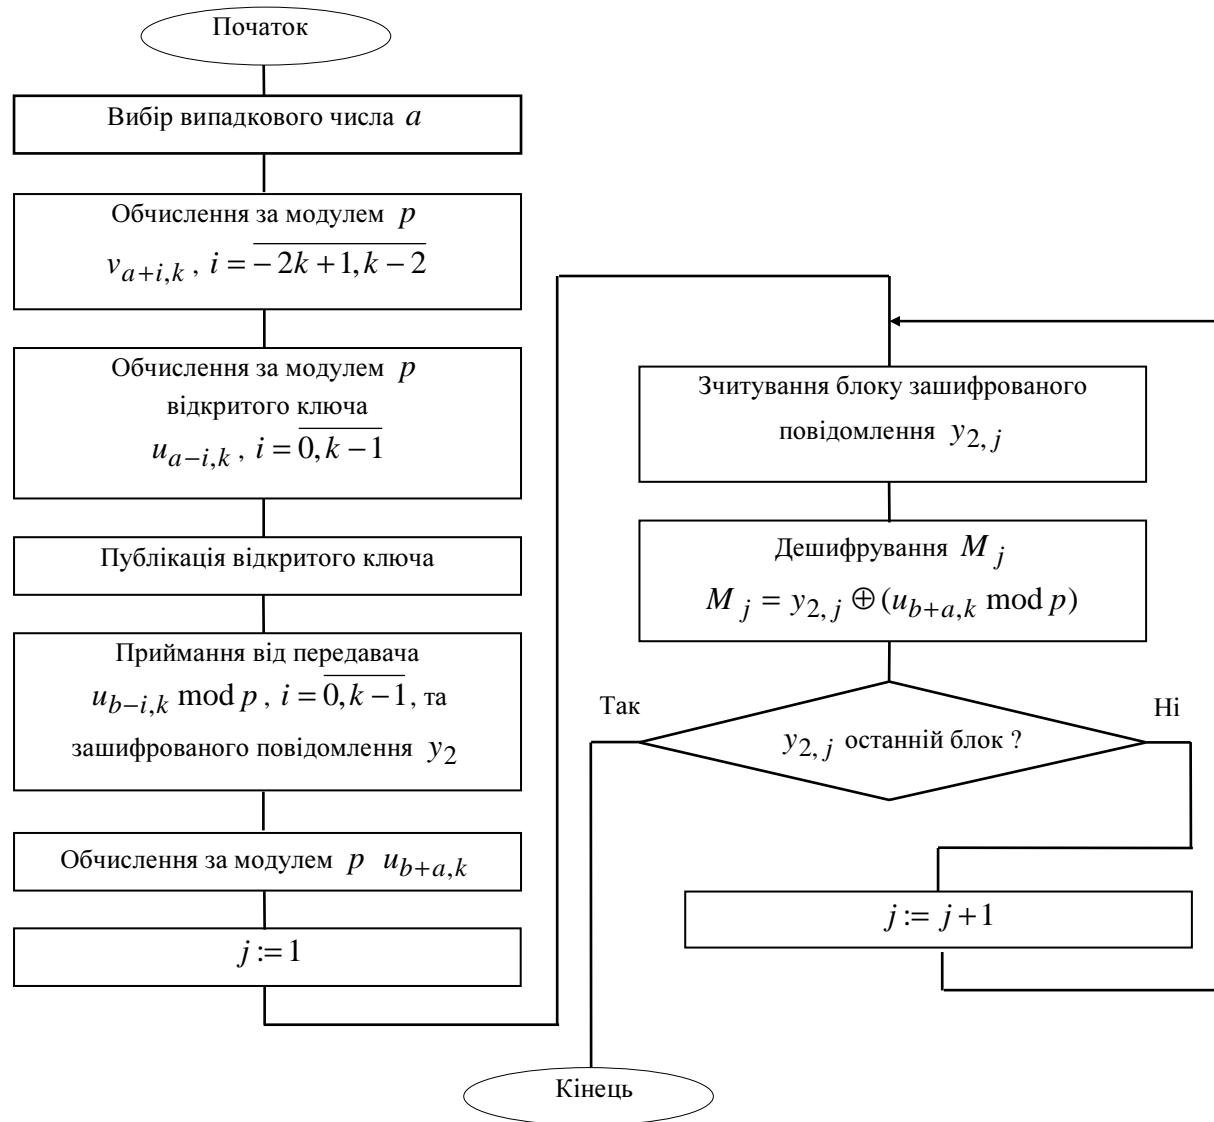 Початок
Вибір випадкового числа a
Обчислення за модулем p
v_{a+i,k} , i = \overline{-2k+1, k-2}
Обчислення за модулем p
відкритого ключа
u_{a-i,k} , i = \overline{0, k-1}
Публікація відкритого ключа
Приймання від передавача
u_{b-i,k} mod p , i = \overline{0, k-1} , та
зашифрованого повідомлення y_2
Обчислення за модулем p u_{b+a,k}
j := 1
Зчитування блоку зашифрованого
повідомлення y_{2,j}
Дешифрування M_j
M_j = y_{2,j} ⊕ (u_{b+a,k} mod p)
Так
Ні
y_{2,j} останній блок ?
j := j+1
Кінець